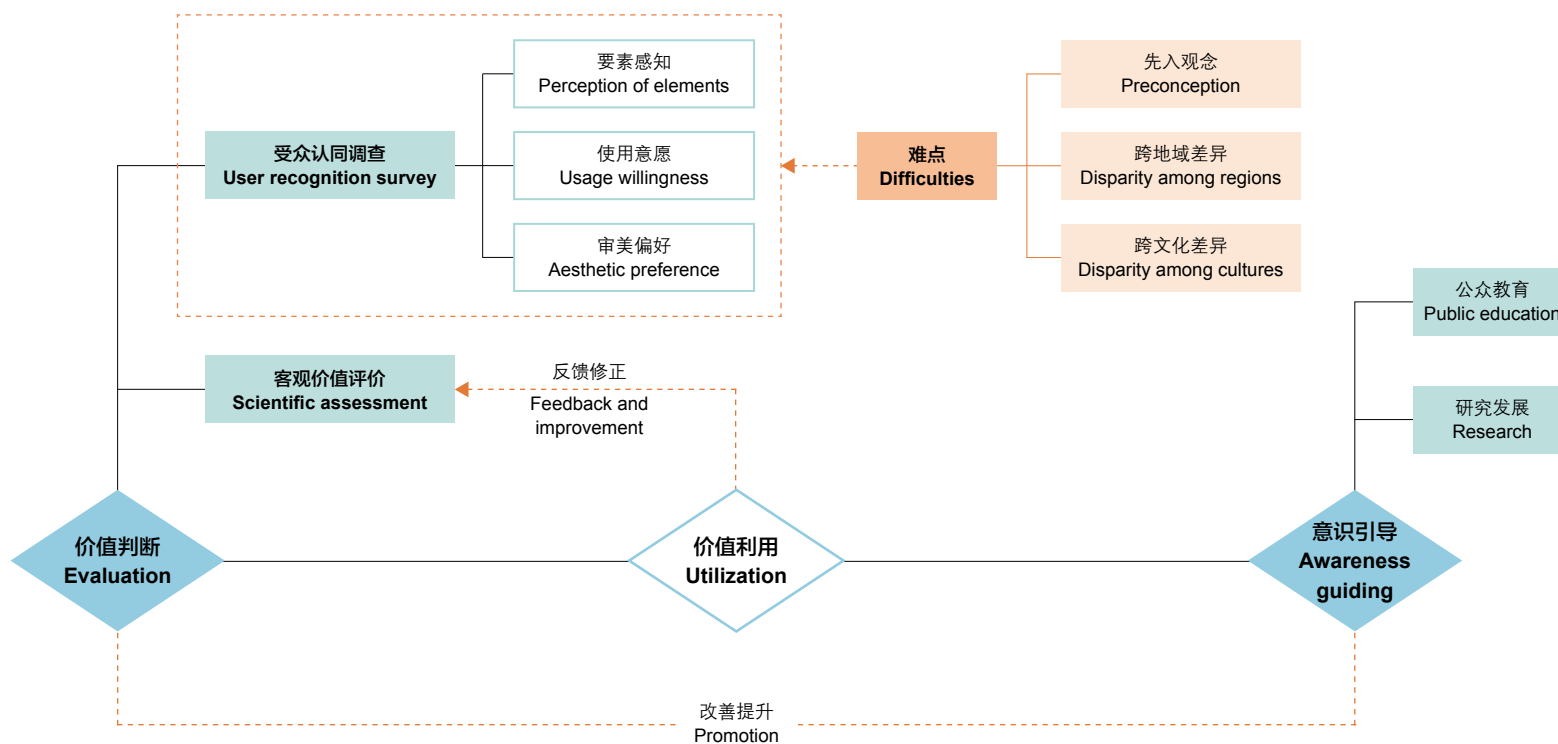 要素感知
Perception of elements
先入观念
Preconception
受众认同调查
User recognition survey
使用意愿
Usage willingness
难点
Difficulties
跨地域差异
Disparity among regions
审美偏好
Aesthetic preference
跨文化差异
Disparity among cultures
公众教育
Public education
客观价值评价
Scientific assessment
反馈修正
Feedback and
improvement
研究发展
Research
价值判断
Evaluation
价值利用
Utilization
意识引导
Awareness
guiding
改善提升
Promotion